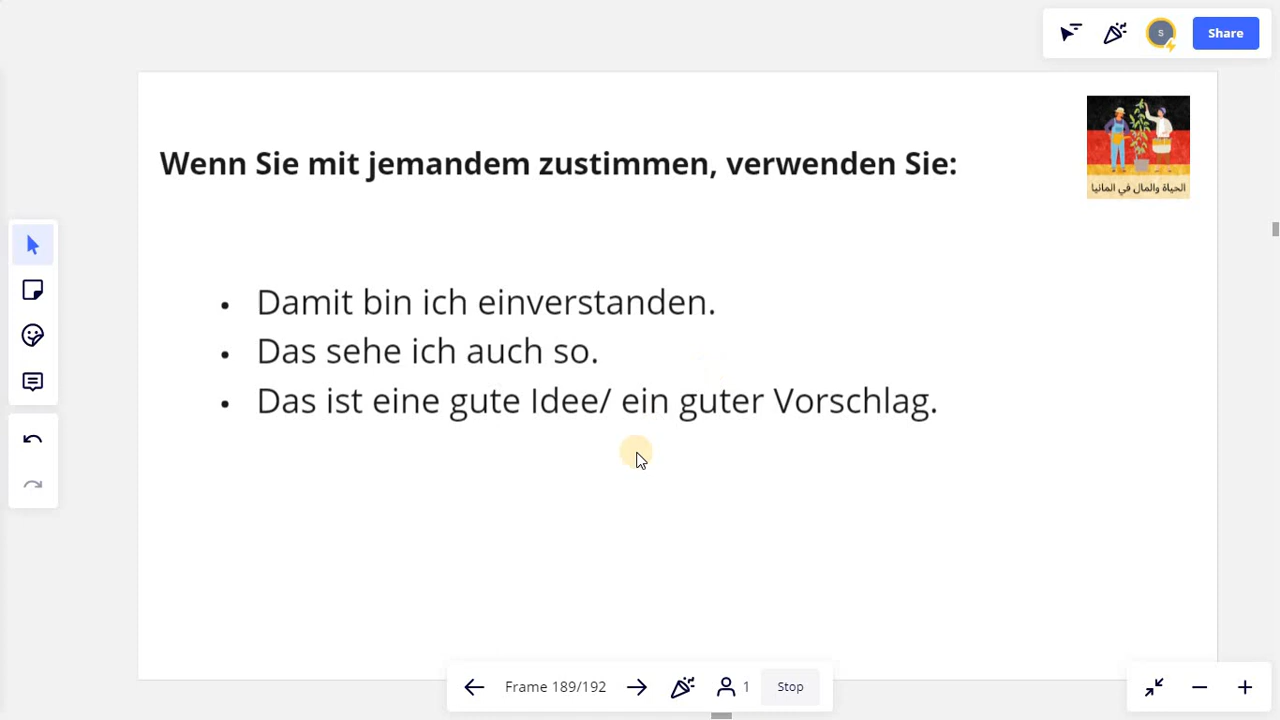 S
Share
Wenn Sie mit jemandem zustimmen, verwenden Sie:
الحياة والمال في المانيا
• Damit bin ich einverstanden.
• Das sehe ich auch so.
• Das ist eine gute Idee/ ein guter Vorschlag.
Frame 189/192
1
Stop